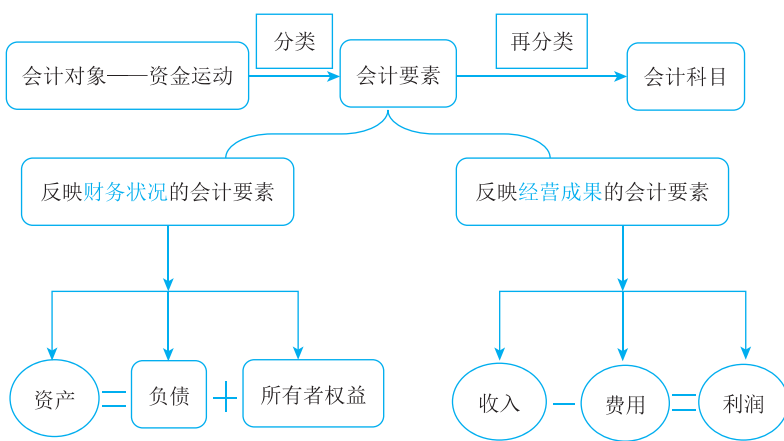 分类
再分类
会计对象——资金运动
会计要素
会计科目
反映财务状况的会计要素
反映经营成果的会计要素
资产 = 负债 + 所有者权益
收入 — 费用 = 利润